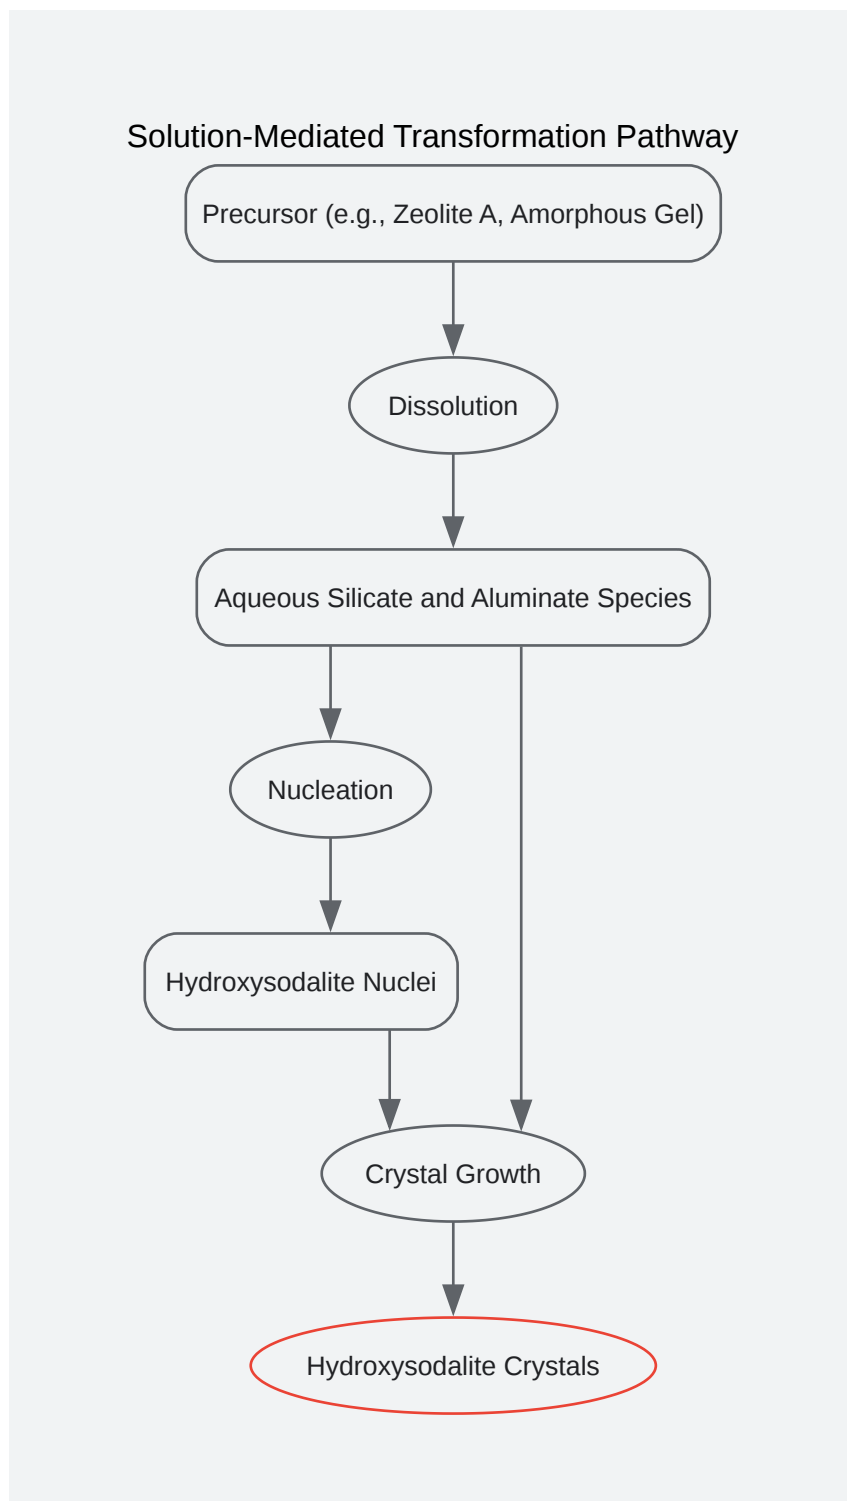 Solution-Mediated Transformation Pathway
Precursor (e.g., Zeolite A, Amorphous Gel)
Dissolution
Aqueous Silicate and Aluminate Species
Nucleation
Hydroxysodalite Nuclei
Crystal Growth
Hydroxysodalite Crystals